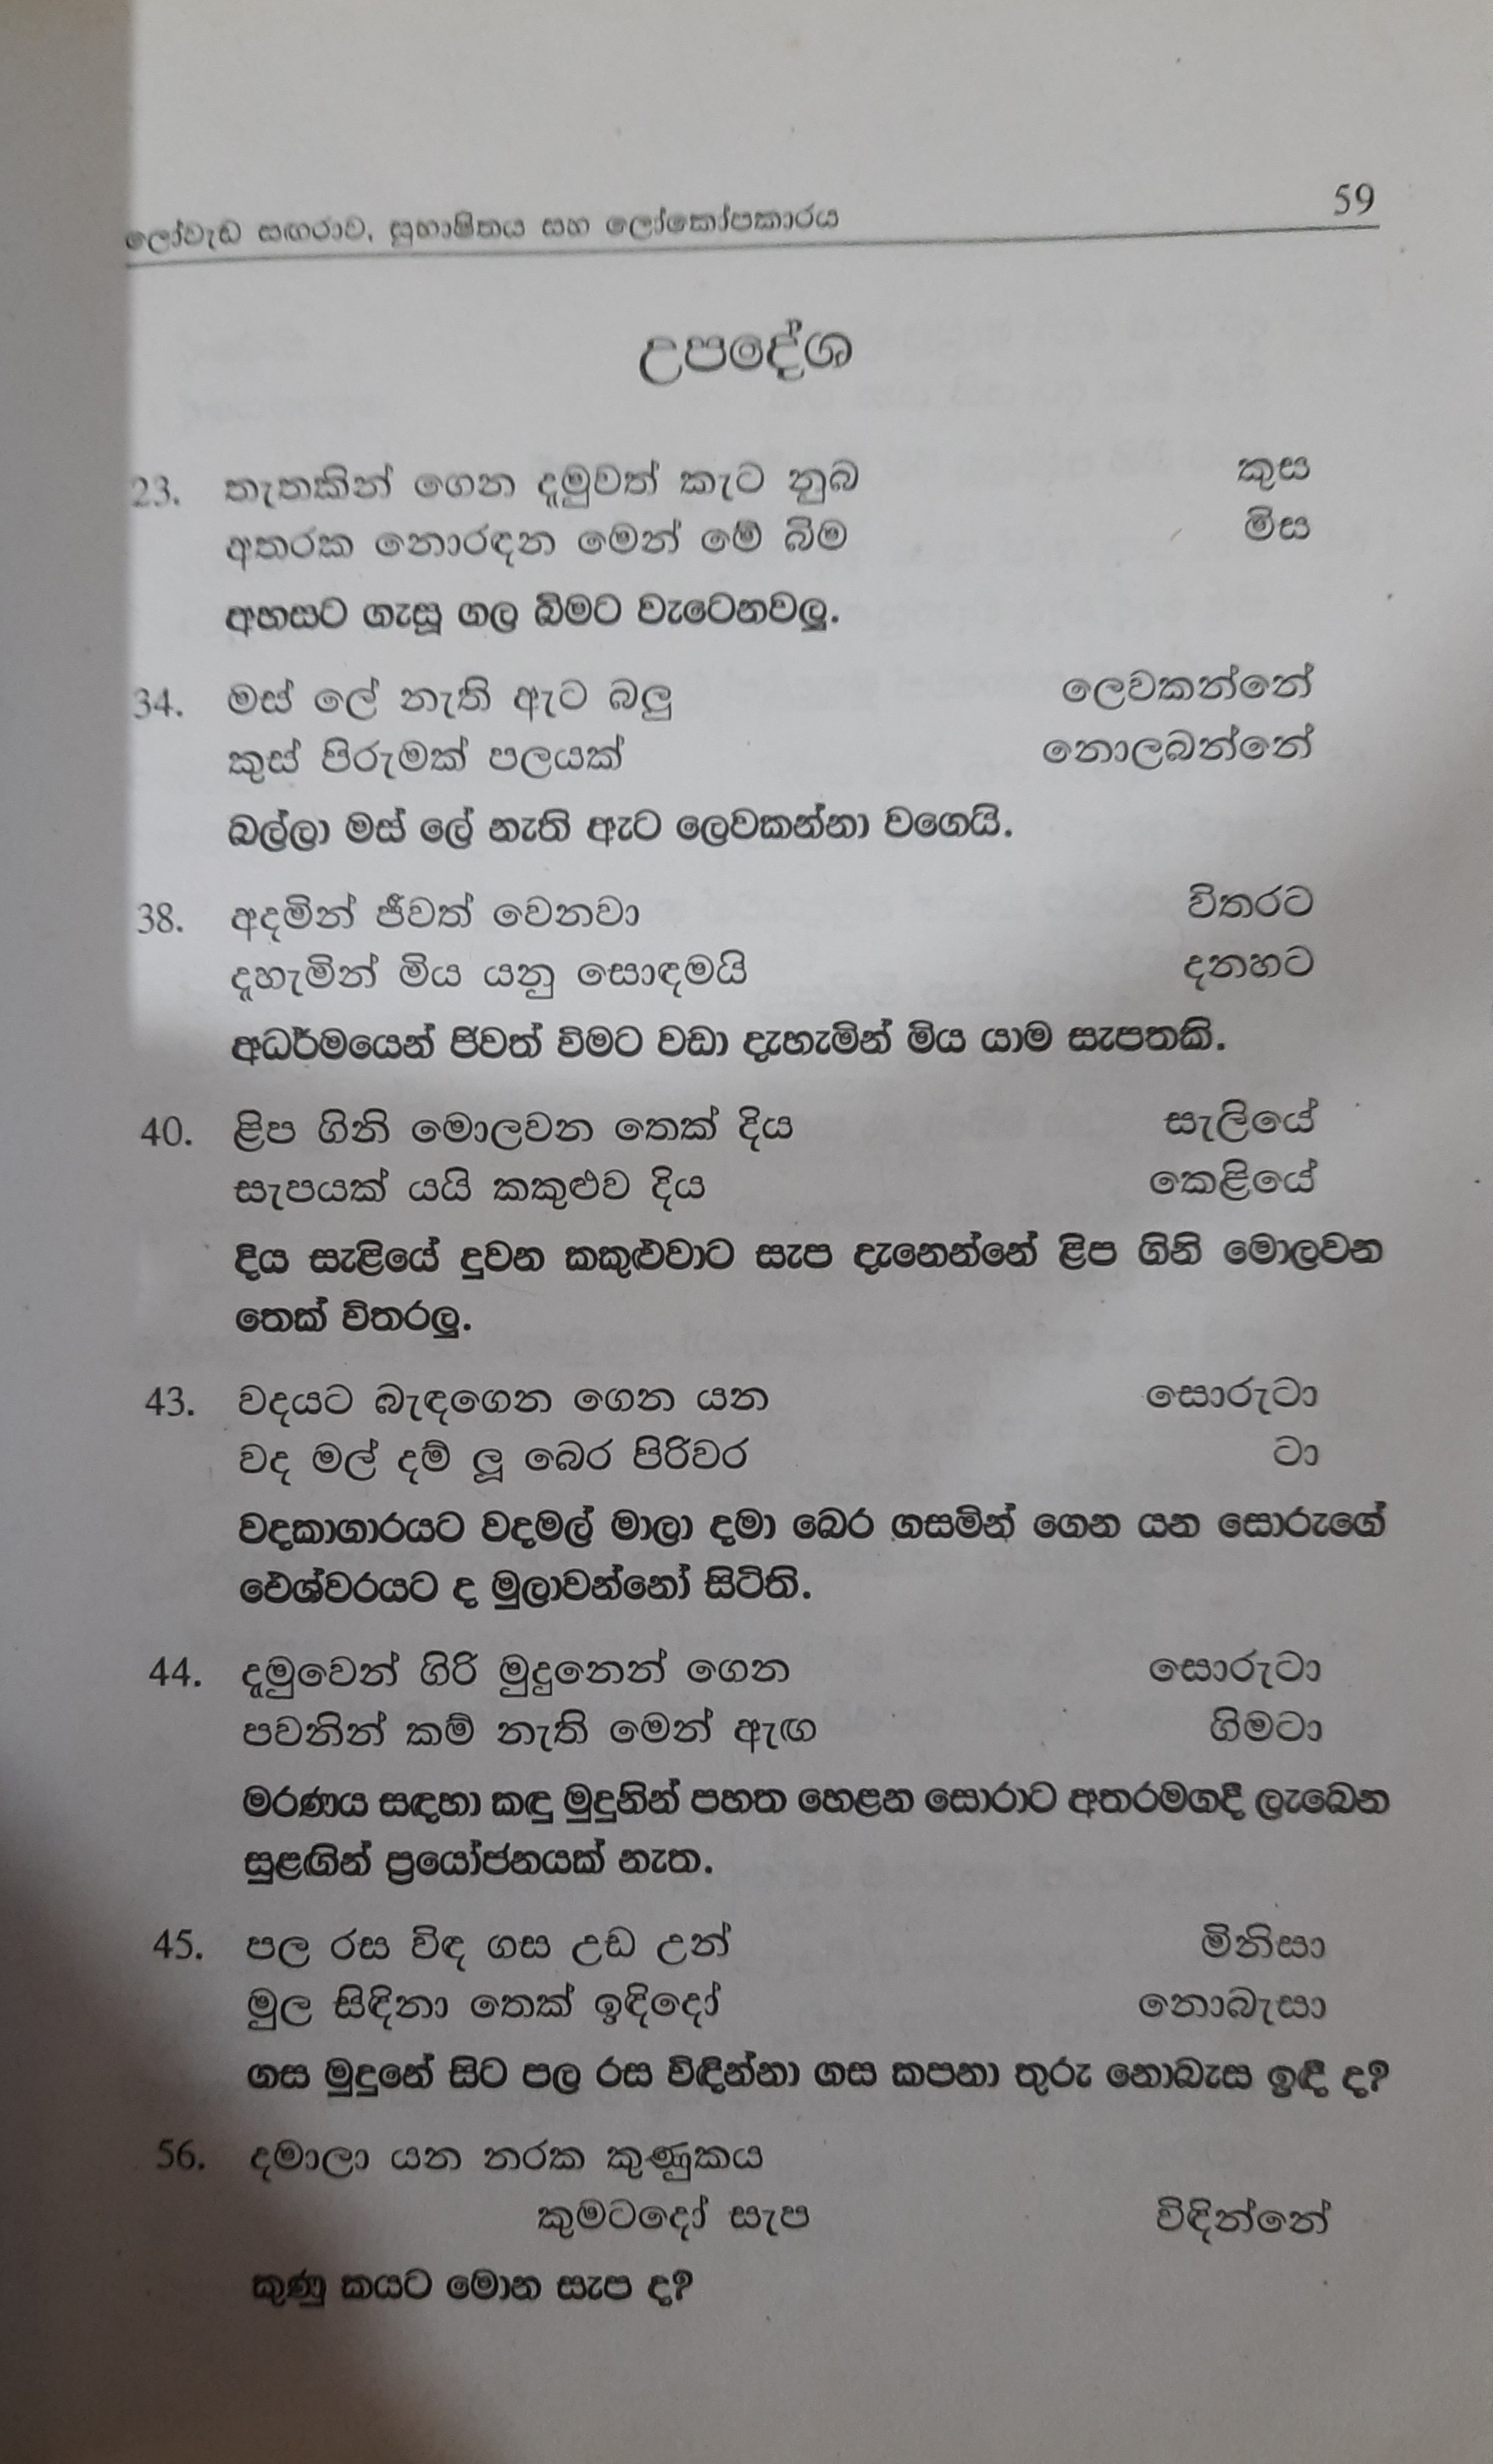 ලෝවැඩ සඟරාව, සුභාෂිතය සහ ලෝකෝපකාරය 59
උපදේශ
23. තැතකින් ගෙන දැමුවත් කැට නුබ කුස
අතරක නොරඳන මෙන් මේ බිම මිස
අහසට ගැසූ ගල බිමට වැටෙනවලු.
34. මස් ලේ නැති ඇට බලු ලෙවකන්නේ
කුස් පිරුමක් පලයක් නොලබන්නේ
බල්ලා මස් ලේ නැති ඇට ලෙවකන්නා වගෙයි.
38. අදමින් ජීවත් වෙනවා විතරට
දැහැමින් මිය යනු සොඳමයි දනහට
අධර්මයෙන් ජීවත් වීමට වඩා දැහැමින් මිය යාම සැපතකි.
40. ළිප ගිනි මොලවන තෙක් දිය සැලියේ
සැපයක් යයි කකුළුව දිය කෙළියේ
දිය සැළියේ දුවන කකුළුවාට සැප දැනෙන්නේ ළිප ගිනි මොලවන
තෙක් විතරලු.
43. වදයට බැඳගෙන ගෙන යන සොරුටා
වද මල් දම් ලූ බෙර පිරිවර ටා
වදකාගාරයට වදමල් මාලා දමා බෙර ගසමින් ගෙන යන සොරුගේ
ඓශ්වරයට ද මුලාවන්නෝ සිටිති.
44. දැමුවෙන් ගිරි මුදුනෙන් ගෙන සොරුටා
පවනින් කම් නැති මෙන් ඇඟ ගිමටා
මරණය සඳහා කඳු මුදුනින් පහත හෙළන සොරාට අතරමගදී ලැබෙන
සුළඟින් ප්‍රයෝජනයක් නැත.
45. පල රස විඳ ගස උඩ උන් මිනිසා
මුල සිඳිනා තෙක් ඉඳිදෝ නොබැසා
ගස මුදුනේ සිට පල රස විඳින්නා ගස කපනා තුරු නොබැස ඉඳී ද?
56. දමාලා යන නරක කුණුකය
කුමටදෝ සැප විඳින්නේ
කුණු කයට මොන සැප ද?